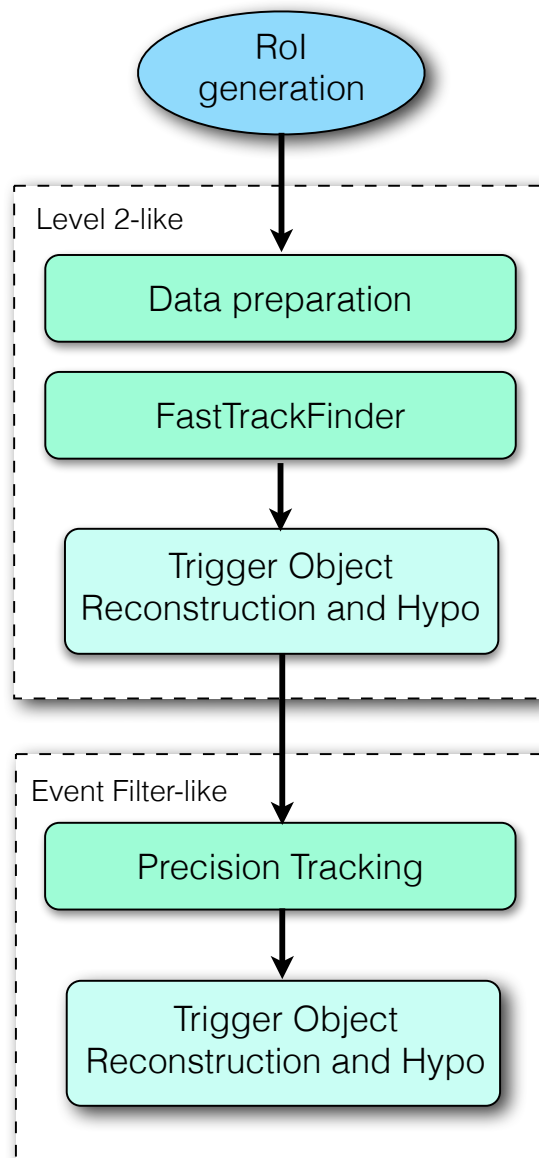 RoI
generation
Level 2-like
Data preparation
FastTrackFinder
Trigger Object
Reconstruction and Hypo
Event Filter-like
Precision Tracking
Trigger Object
Reconstruction and Hypo